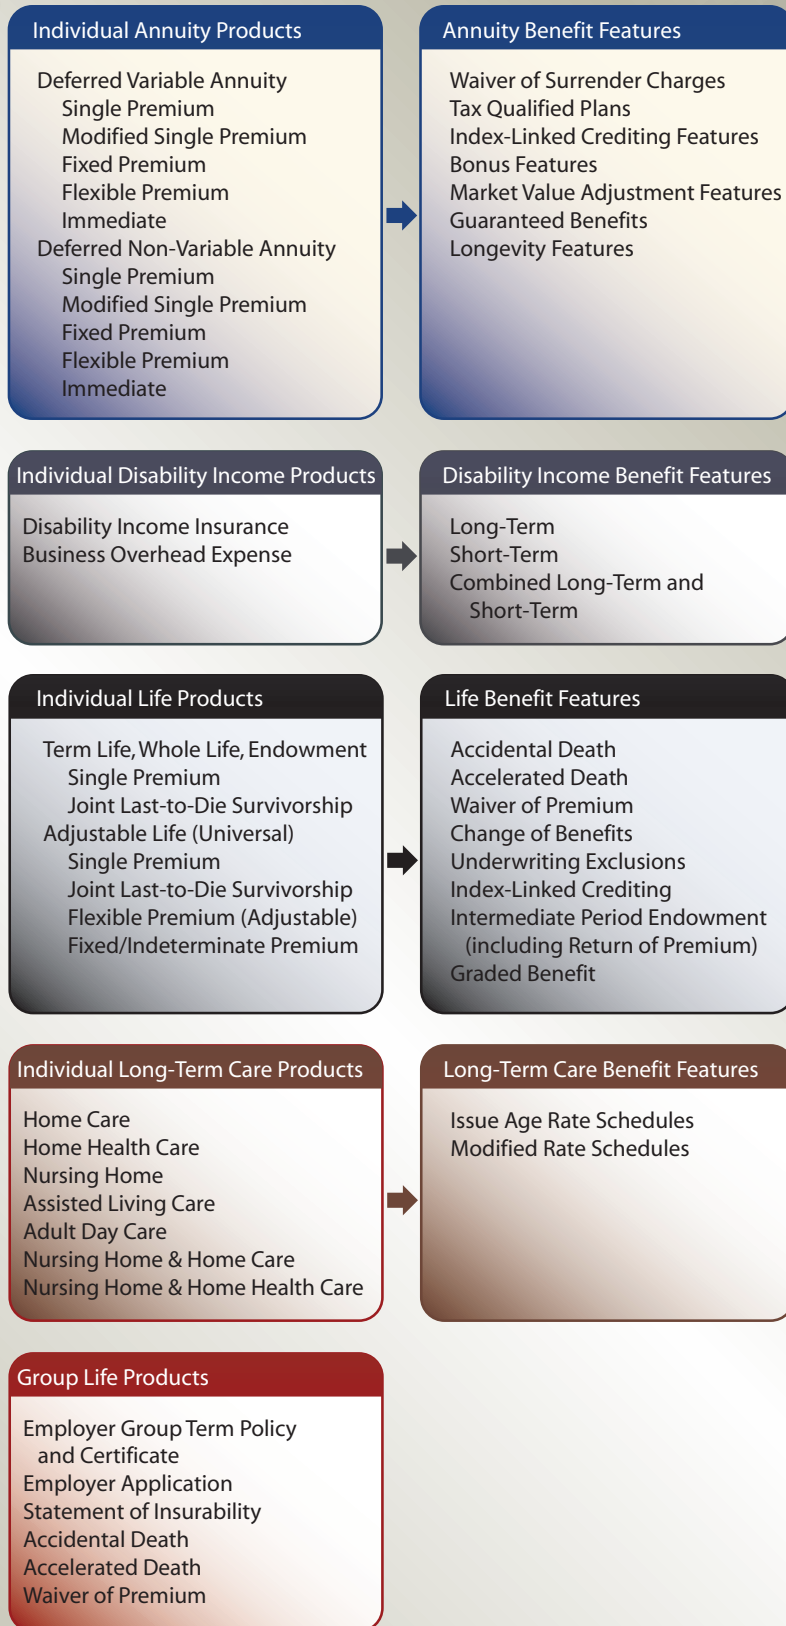 Individual Annuity Products
Deferred Variable Annuity
Single Premium
Modified Single Premium
Fixed Premium
Flexible Premium
Immediate
Deferred Non-Variable Annuity
Single Premium
Modified Single Premium
Fixed Premium
Flexible Premium
Immediate
Annuity Benefit Features
Waiver of Surrender Charges
Tax Qualified Plans
Index-Linked Crediting Features
Bonus Features
Market Value Adjustment Features
Guaranteed Benefits
Longevity Features
Individual Disability Income Products
Disability Income Insurance
Business Overhead Expense
Disability Income Benefit Features
Long-Term
Short-Term
Combined Long-Term and
Short-Term
Individual Life Products
Term Life, Whole Life, Endowment
Single Premium
Joint Last-to-Die Survivorship
Adjustable Life (Universal)
Single Premium
Joint Last-to-Die Survivorship
Flexible Premium (Adjustable)
Fixed/Indeterminate Premium
Life Benefit Features
Accidental Death
Accelerated Death
Waiver of Premium
Change of Benefits
Underwriting Exclusions
Index-Linked Crediting
Intermediate Period Endowment
(including Return of Premium)
Graded Benefit
Individual Long-Term Care Products
Home Care
Home Health Care
Nursing Home
Assisted Living Care
Adult Day Care
Nursing Home & Home Care
Nursing Home & Home Health Care
Long-Term Care Benefit Features
Issue Age Rate Schedules
Modified Rate Schedules
Group Life Products
Employer Group Term Policy
and Certificate
Employer Application
Statement of Insurability
Accidental Death
Accelerated Death
Waiver of Premium